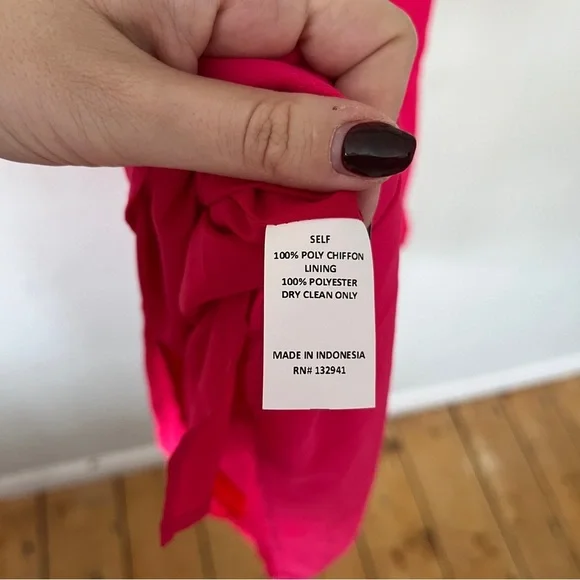 SELF
100% POLY CHIFFON
LINING
100% POLYESTER
DRY CLEAN ONLY
MADE IN INDONESIA
RN# 132941